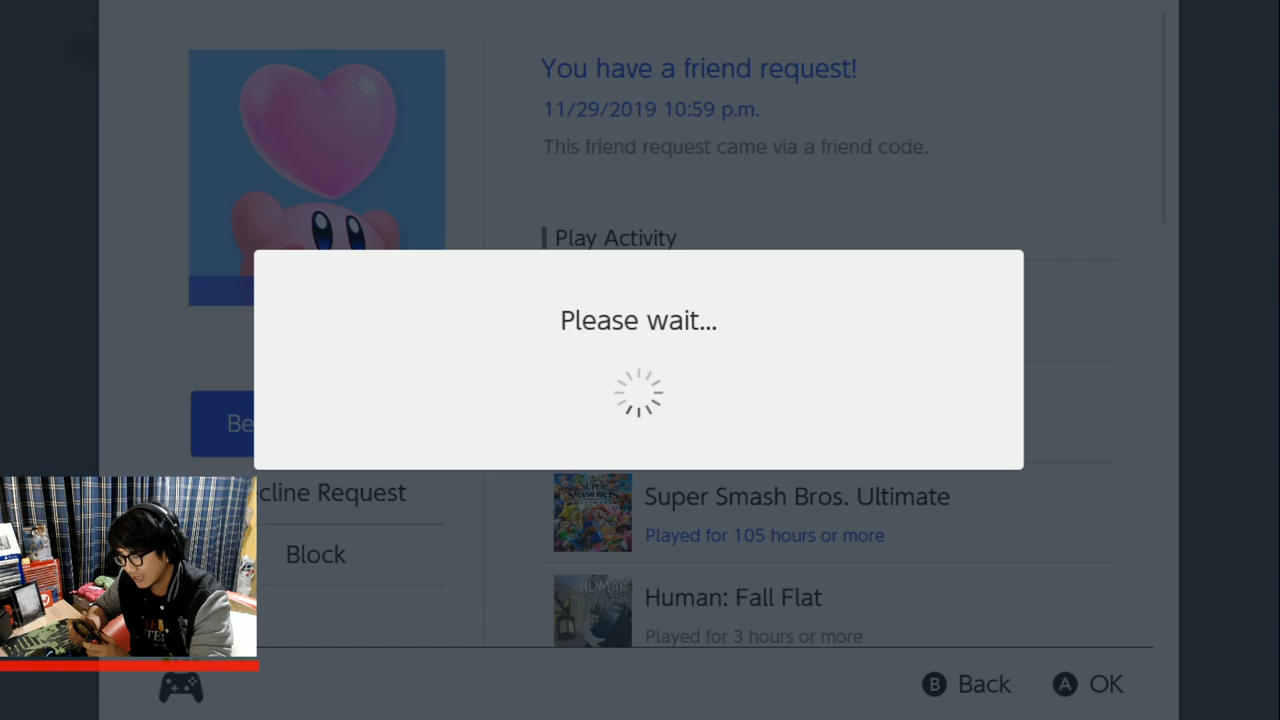 You have a friend request!
11/29/2019 10:59 p.m.
This friend request came via a friend code.
Play Activity
Please wait...
Be
cline Request
Block
Super Smash Bros. Ultimate
Played for 105 hours or more
HUMAN
Human: Fall Flat
Played for 3 hours or more
B Back
A OK